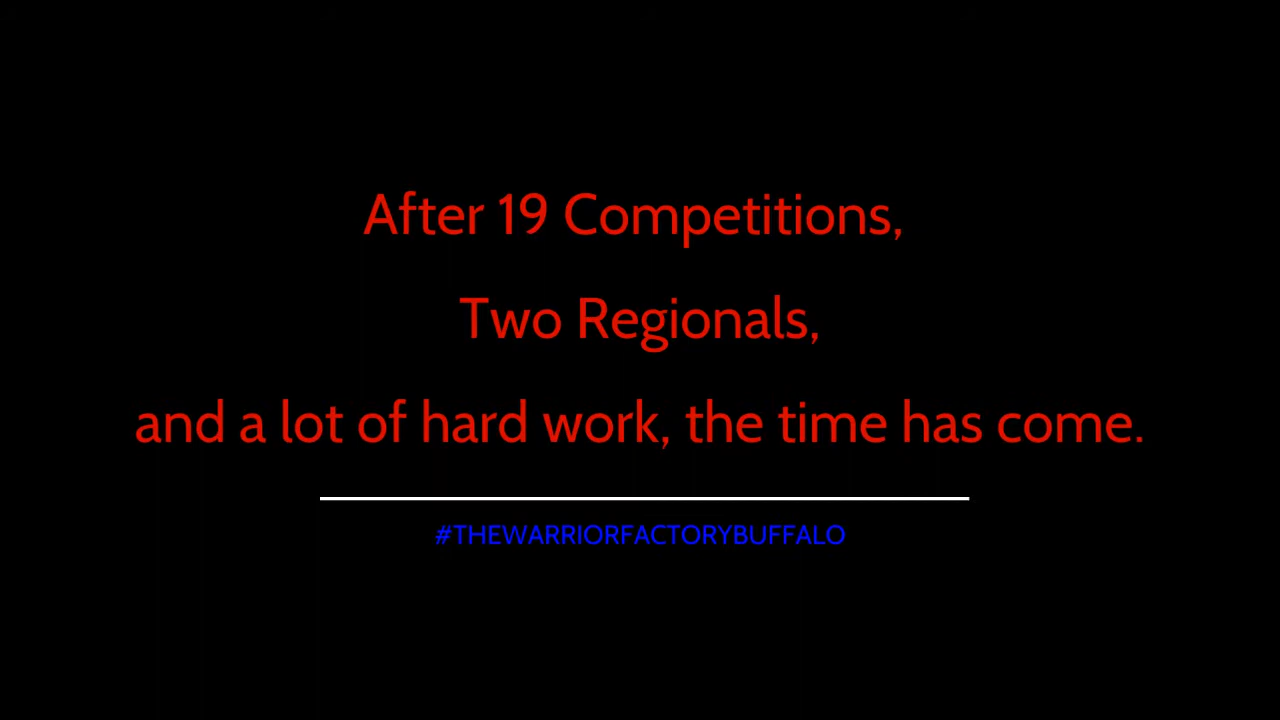 After 19 Competitions,
Two Regionals,
and a lot of hard work, the time has come.
#THEWARRIORFACTORYBUFFALO